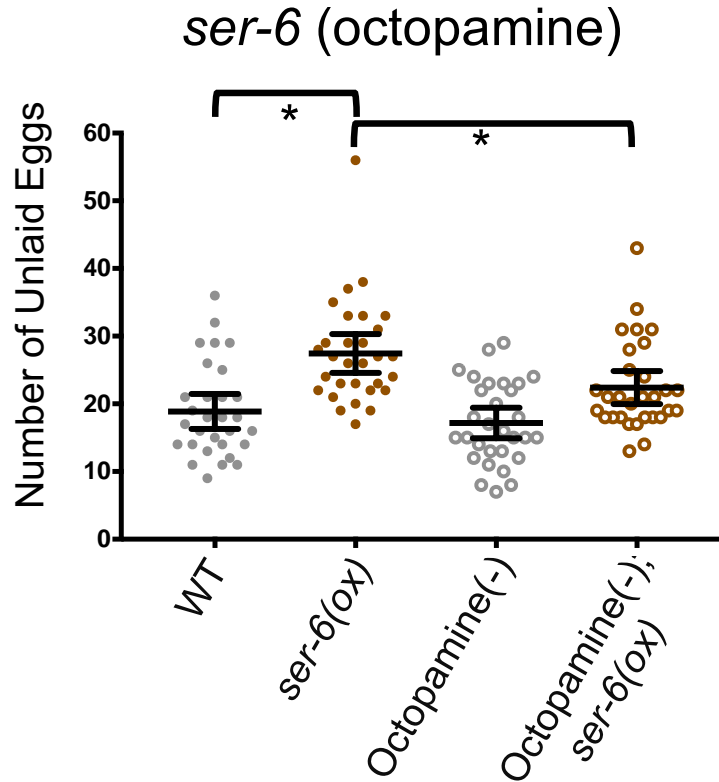 ser-6 (octopamine)
*
*
Number of Unlaid Eggs
60
50
40
30
20
10
0
WT
ser-6(ox)
Octopamine(-)
Octopamine(-);
ser-6(ox)